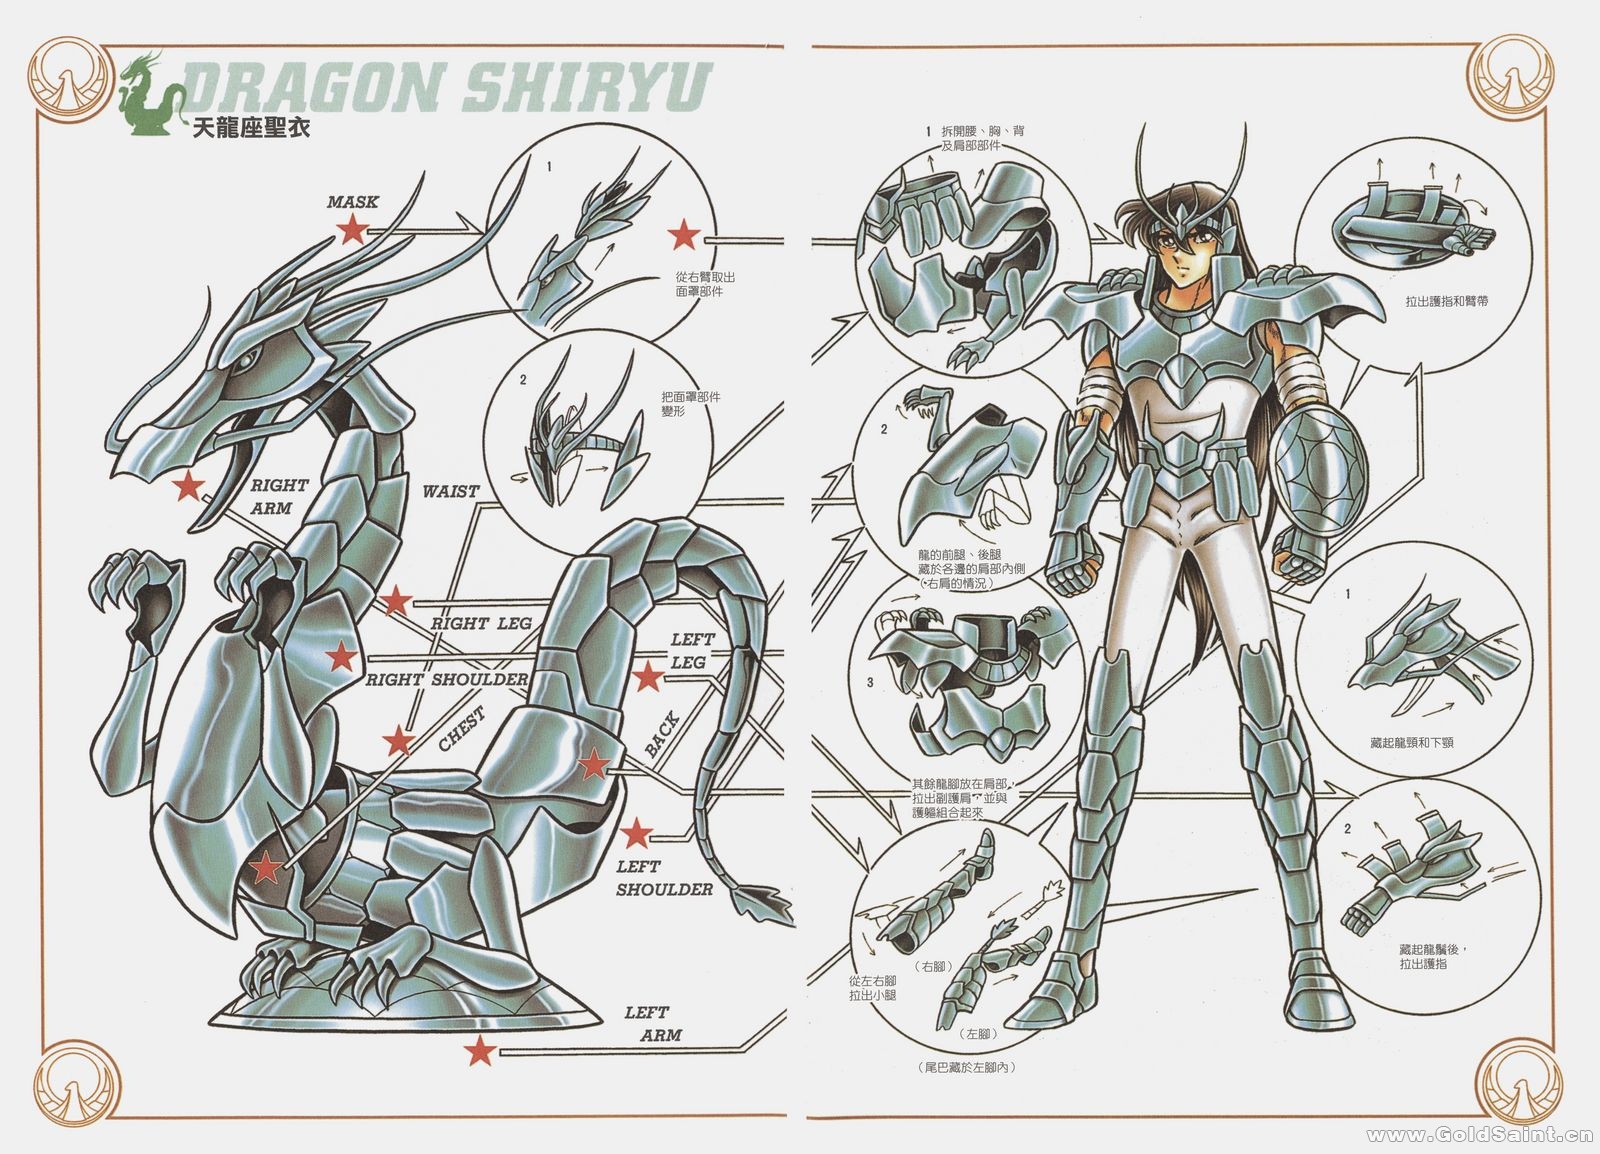 DRAGON SHIRYU
天龍座聖衣
MASK
1
從右臂取出
面罩部件
2
把面罩部件
變形
RIGHT
ARM
WAIST
RIGHT LEG
RIGHT SHOULDER
LEFT
LEG
CHEST
BACK
LEFT
SHOULDER
LEFT
ARM
1 拆開腰、胸、背
及肩部部件
2
龍的前腿、後腿
藏於各邊的肩部內側
(右肩的情況)
3
其餘龍腳放在肩部,
拉出副護肩,並與
護軀組合起來
(右腳)
從左右腳
拉出小腿
(左腳)
(尾巴藏於左腳內)
拉出護指和臂帶
1
藏起龍頸和下顎
2
藏起龍鬚後,
拉出護指
www.GoldSaint.cn